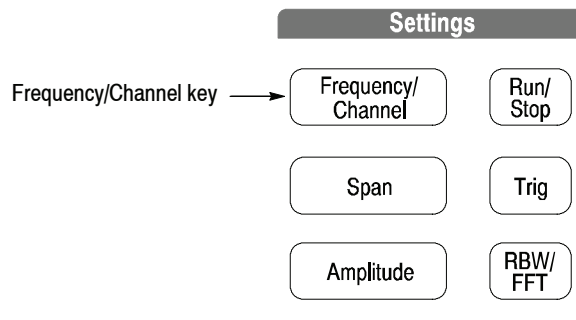 Settings
Frequency/Channel key
Frequency/
Channel
Run/
Stop
Span
Trig
Amplitude
RBW/
FFT